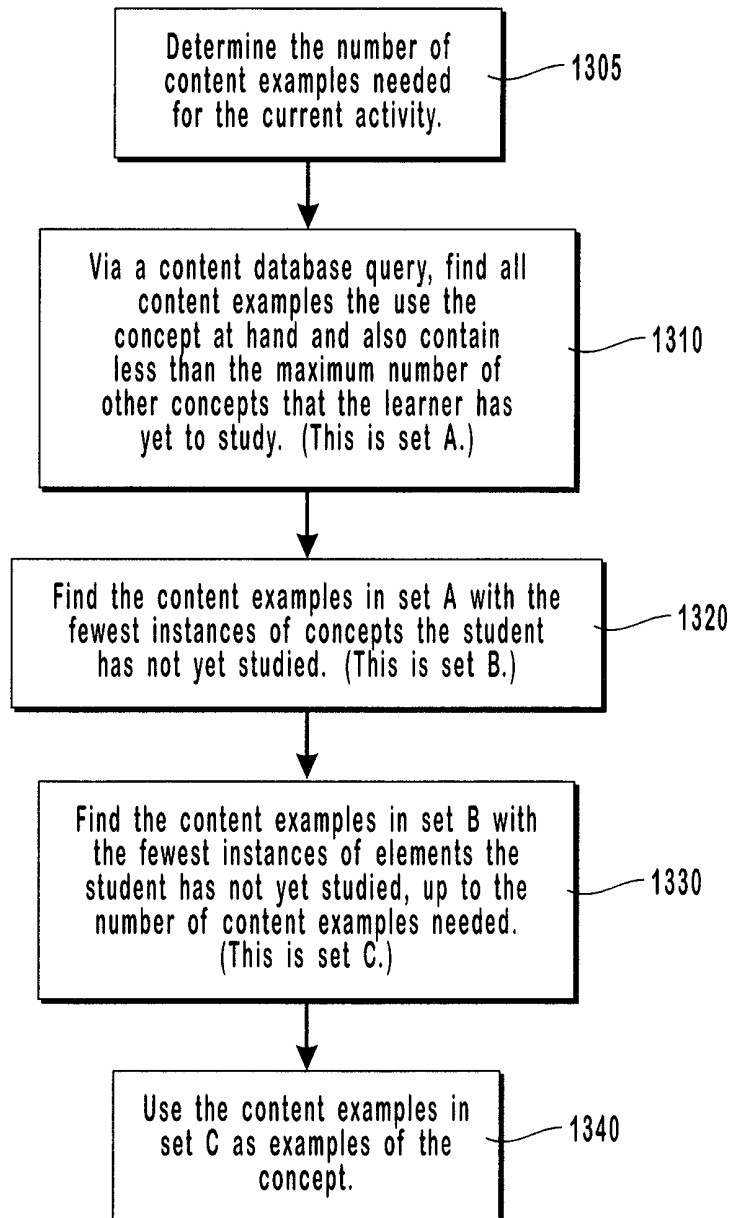 Determine the number of
content examples needed
for the current activity.
1305
Via a content database query, find all
content examples the use the
concept at hand and also contain
less than the maximum number of
other concepts that the learner has
yet to study. (This is set A.)
1310
Find the content examples in set A with the
fewest instances of concepts the student
has not yet studied. (This is set B.)
1320
Find the content examples in set B with
the fewest instances of elements the
student has not yet studied, up to the
number of content examples needed.
(This is set C.)
1330
Use the content examples in
set C as examples of the
concept.
1340